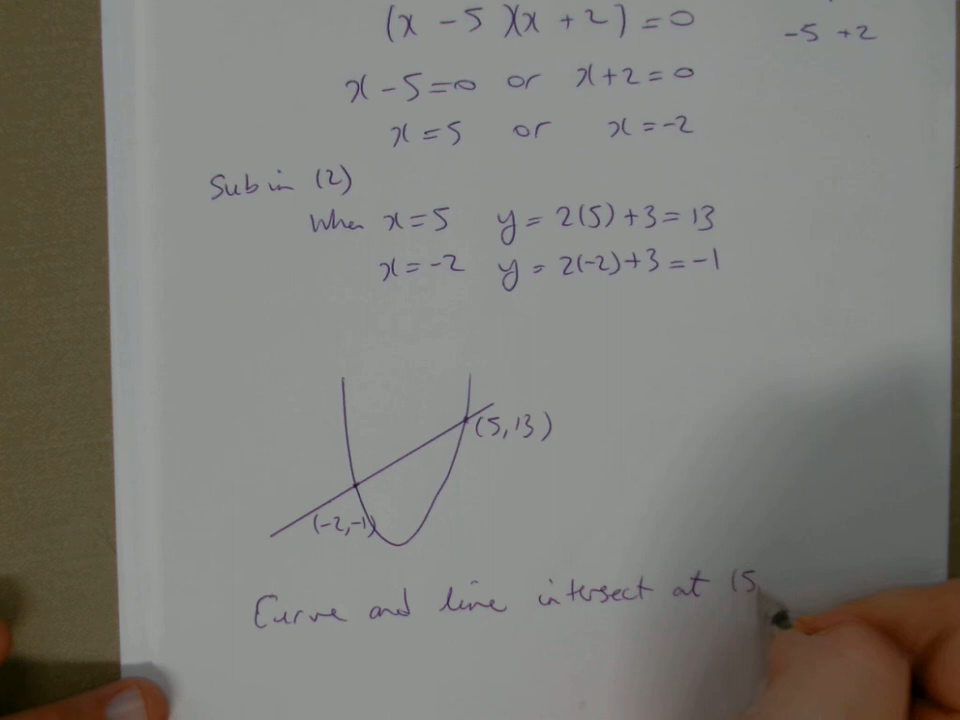 (x - 5)(x + 2) = 0
-5 +2
x - 5 = 0 or x + 2 = 0
x = 5 or x = -2
Sub in (2)
When x = 5 y = 2(5) + 3 = 13
x = -2 y = 2(-2) + 3 = -1
(5, 13)
(-2, -1)
Curve and line intersect at (5,